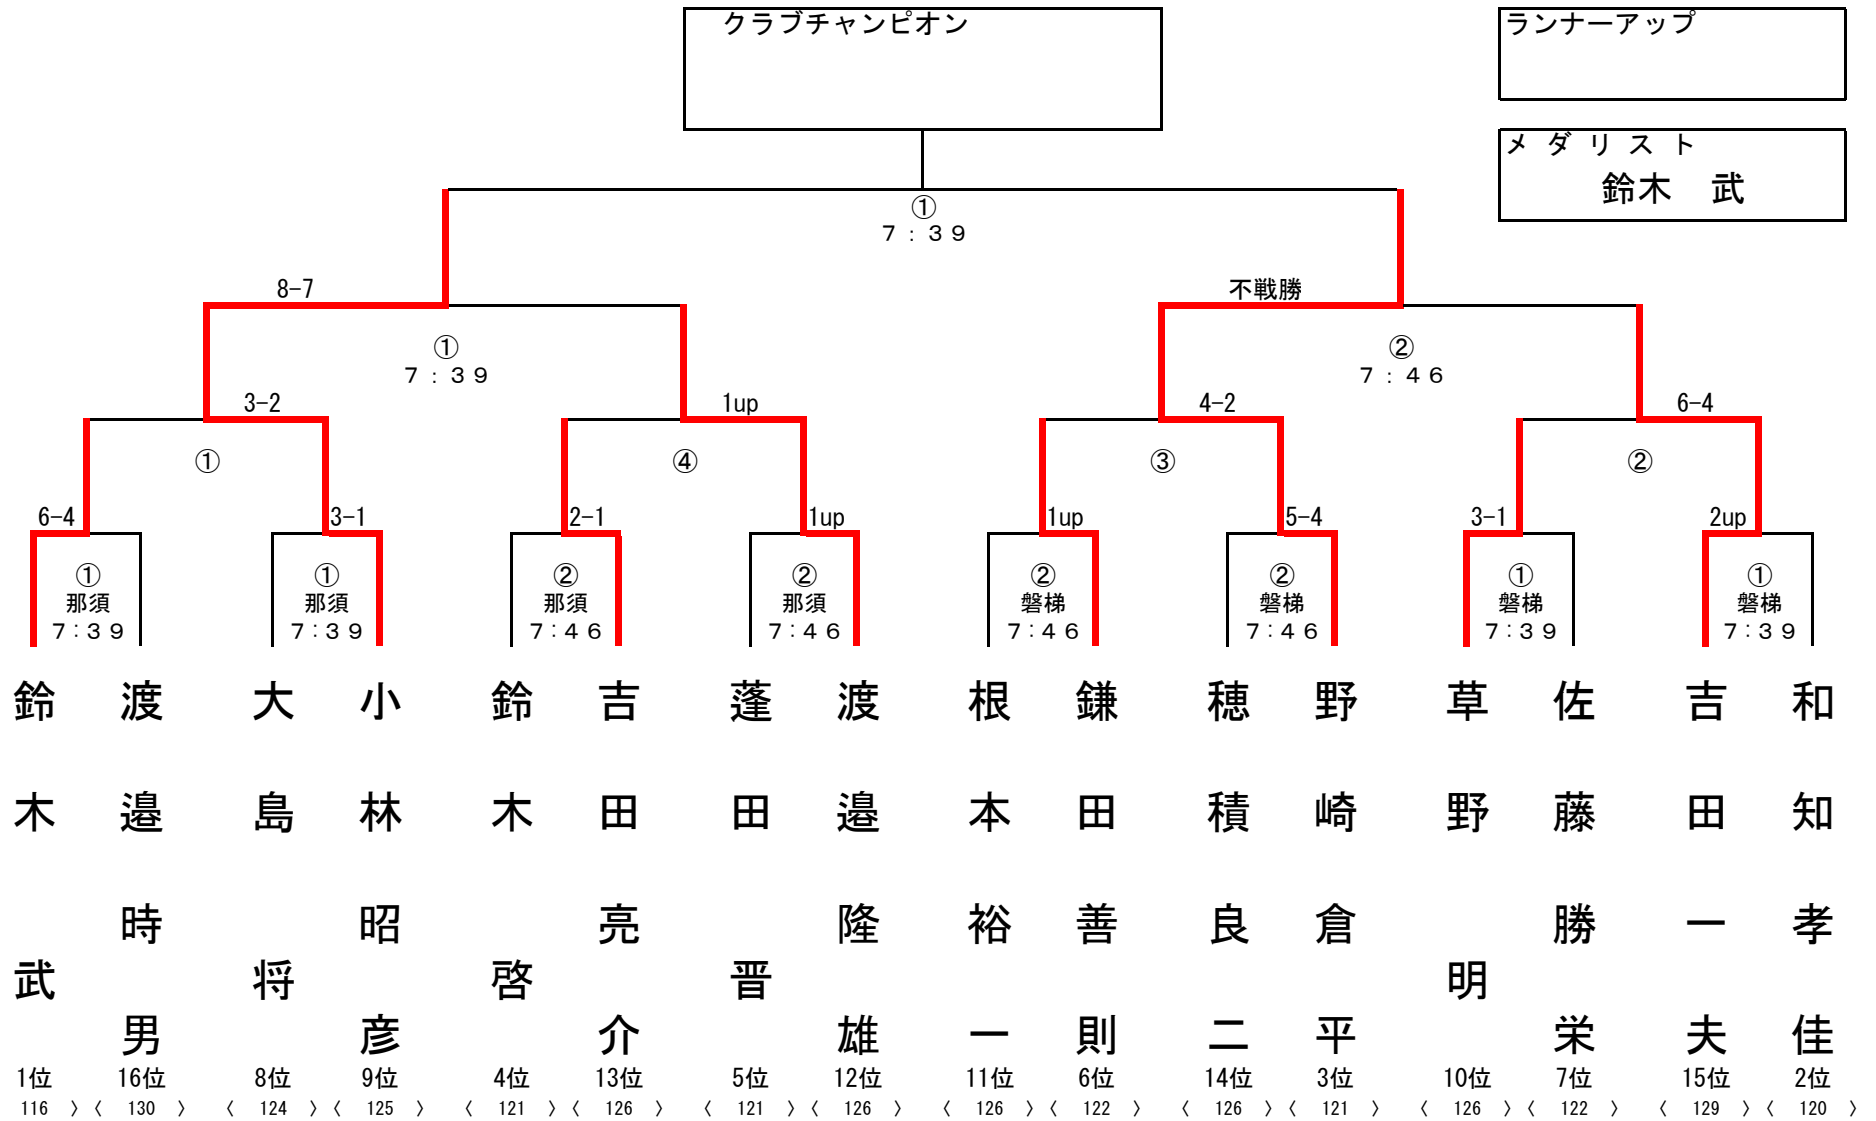 クラブチャンピオン
ランナーアップ
メダリスト
鈴木　武
①
７：３９
8-7
不戦勝
①
７：３９
②
７：４６
3-2
1up
4-2
6-4
①
④
③
②
6-4
3-1
2-1
1up
1up
5-4
3-1
2up
①
那須
７：３９
①
那須
７：３９
②
那須
７：４６
②
那須
７：４６
②
磐梯
７：４６
②
磐梯
７：４６
①
磐梯
７：３９
①
磐梯
７：３９
鈴木武
渡邉時男
大島将
小林昭彦
鈴木啓
吉田亮介
蓬田晋
渡邉隆雄
根本裕一
鎌田善則
穂積良二
野崎倉平
草野明
佐藤勝栄
吉田一夫
和知孝佳
1位 16位 8位 9位 4位 13位 5位 12位 11位 6位 14位 3位 10位 7位 15位 2位
116 〉〈 130 〉 〈 124 〉〈 125 〉 〈 121 〉〈 126 〉 〈 121 〉〈 126 〉 〈 126 〉〈 122 〉 〈 126 〉〈 121 〉 〈 126 〉〈 122 〉 〈 129 〉〈 120 〉